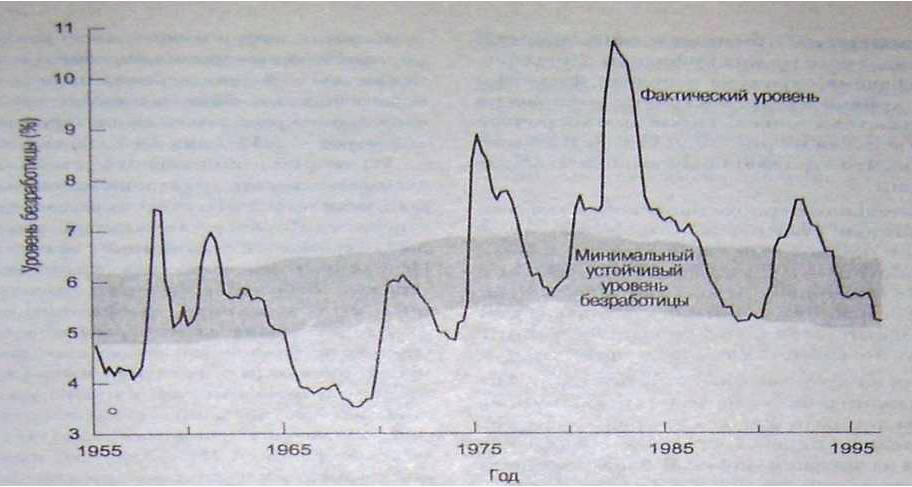 11
10
9
8
7
6
5
4
3
Уровень безработицы (%)
Фактический уровень
Минимальный
устойчивый
уровень
безработицы
1955
1965
1975
1985
1995
Год